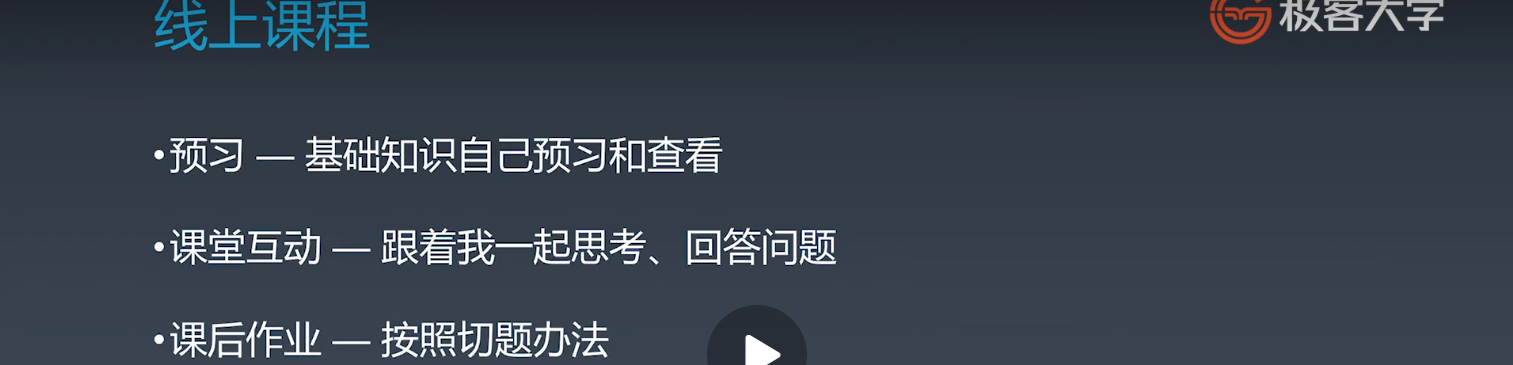 线上课程
极客大学
•预习 — 基础知识自己预习和查看
•课堂互动 — 跟着我一起思考、回答问题
•课后作业 — 按照切题办法